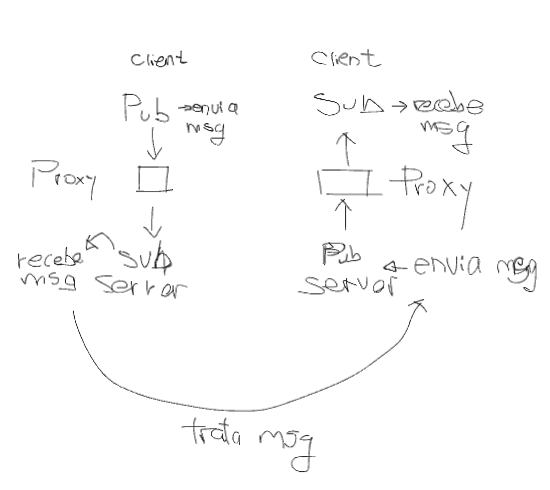 client
client
Pub → envia
msg
Sub → recebe
msg
Proxy
Proxy
recebe
msg
Sub
server
Pub
server
← envia msg
trata msg